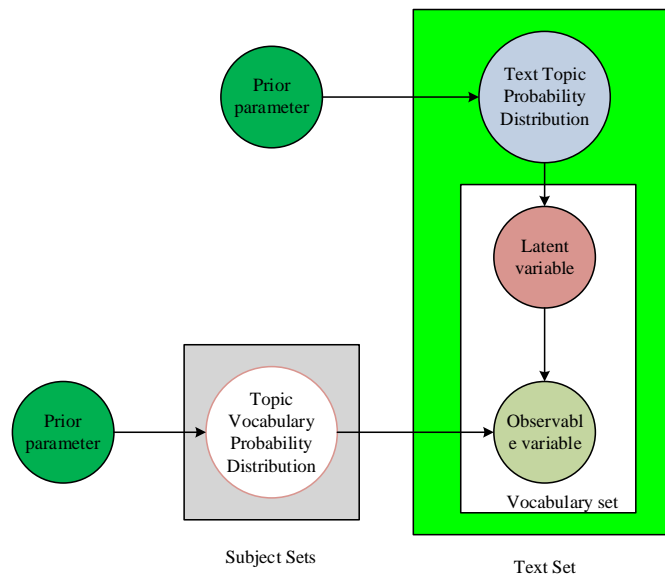 Prior
parameter
Text Topic
Probability
Distribution
Latent
variable
Prior
parameter
Topic
Vocabulary
Probability
Distribution
Observabl
e variable
Vocabulary set
Subject Sets
Text Set